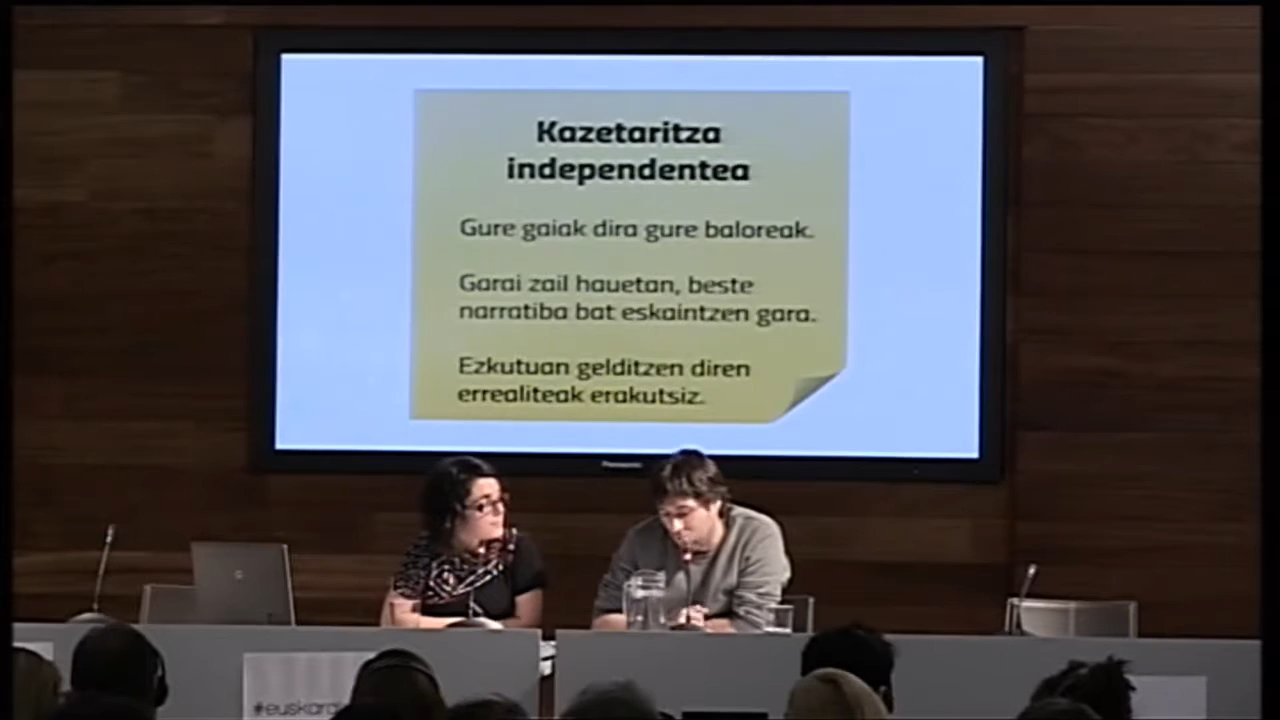 Kazetaritza
independentea
Gure gaiak dira gure baloreak.
Garai zail hauetan, beste
narratiba bat eskaintzen gara.
Ezkutuan gelditzen diren
errealiteak erakutsiz.
Panasonic